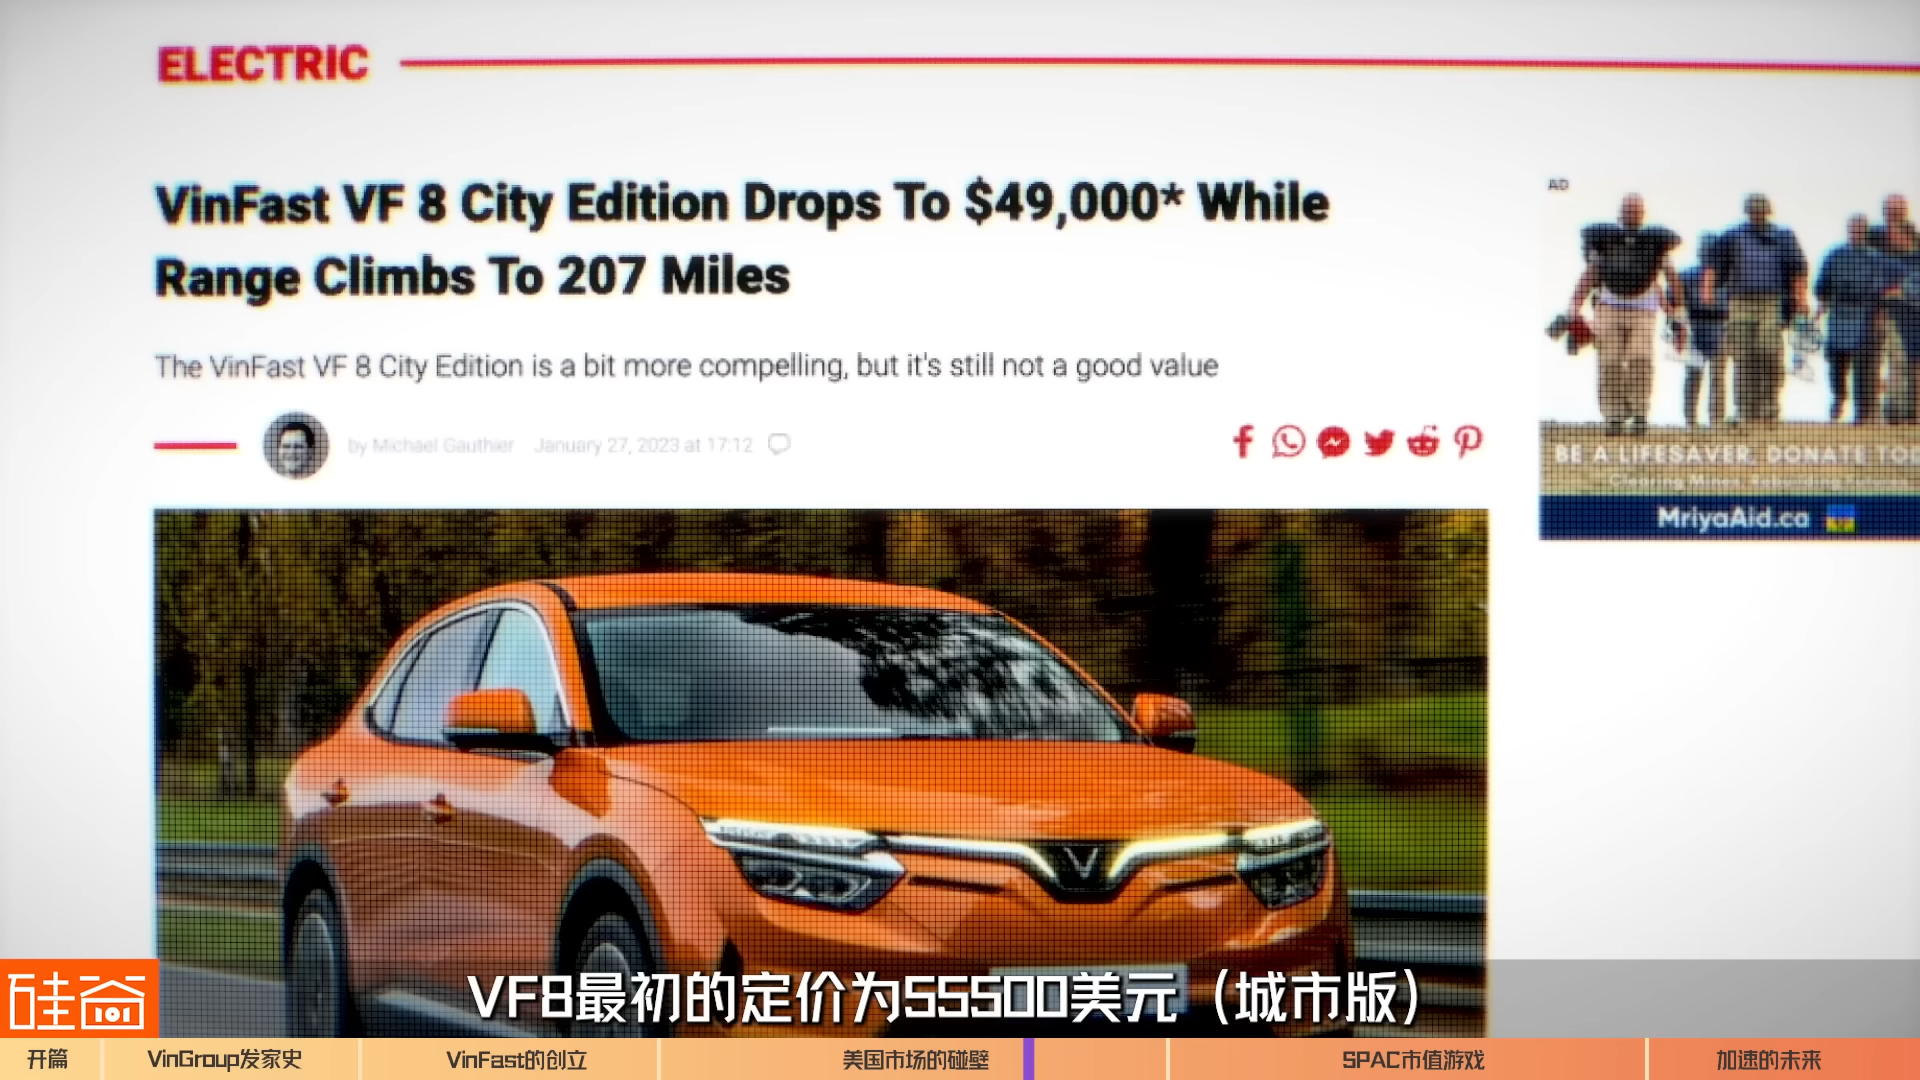 ELECTRIC
VinFast VF 8 City Edition Drops To $49,000* While
Range Climbs To 207 Miles
The VinFast VF 8 City Edition is a bit more compelling, but it's still not a good value
by Michael Gauthier January 27, 2023 at 17:12
AD
BE A LIFESAVER, DONATE TOD
Clearing Mines,
MriyaAid.ca
VF8最初的定价为55500美元（城市版）
硅谷
101
开篇
VinGroup发家史
VinFast的创立
美国市场的碰壁
SPAC市值游戏
加速的未来